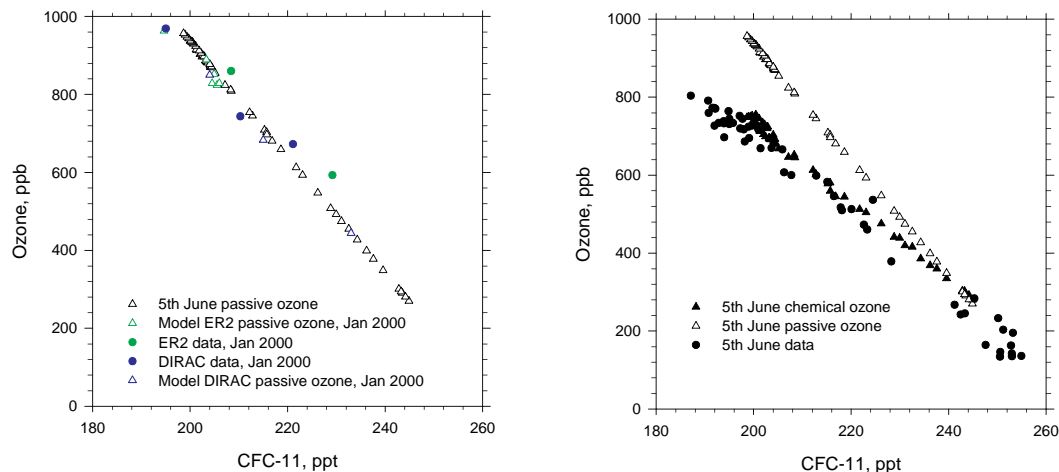 1000
800
600
400
200
0
Ozone, ppb
5th June passive ozone
Model ER2 passive ozone, Jan 2000
ER2 data, Jan 2000
DIRAC data, Jan 2000
Model DIRAC passive ozone, Jan 2000
180 200 220 240 260
CFC-11, ppt
1000
800
600
400
200
0
Ozone, ppb
5th June chemical ozone
5th June passive ozone
5th June data
180 200 220 240 260
CFC-11, ppt